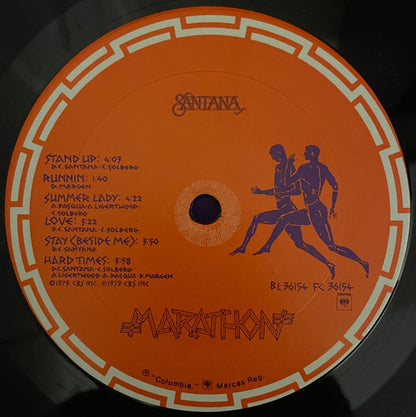 SANTANA
STAND UP: 4:03
D.C. SANTANA-C. SOLBERG
RUNNIN: 1:40
D. MARGEN
SUMMER LADY: 4:22
A. PASQUA-A. LIGERTWOOD-
C. SOLBERG
LOVE: 3:22
D.C. SANTANA-C. SOLBERG
STAY (BESIDE ME): 3:50
D.C. SANTANA
HARD TIMES: 3:58
D.C. SANTANA-C. SOLBERG
A. LIGERTWOOD-A. PASQUA-D. MARGEN
©1979 CBS INC. ℗1979 CBS INC.
BL 36154 FC 36154
COLUMBIA
MARATHON
® "Columbia," Marcas Reg.